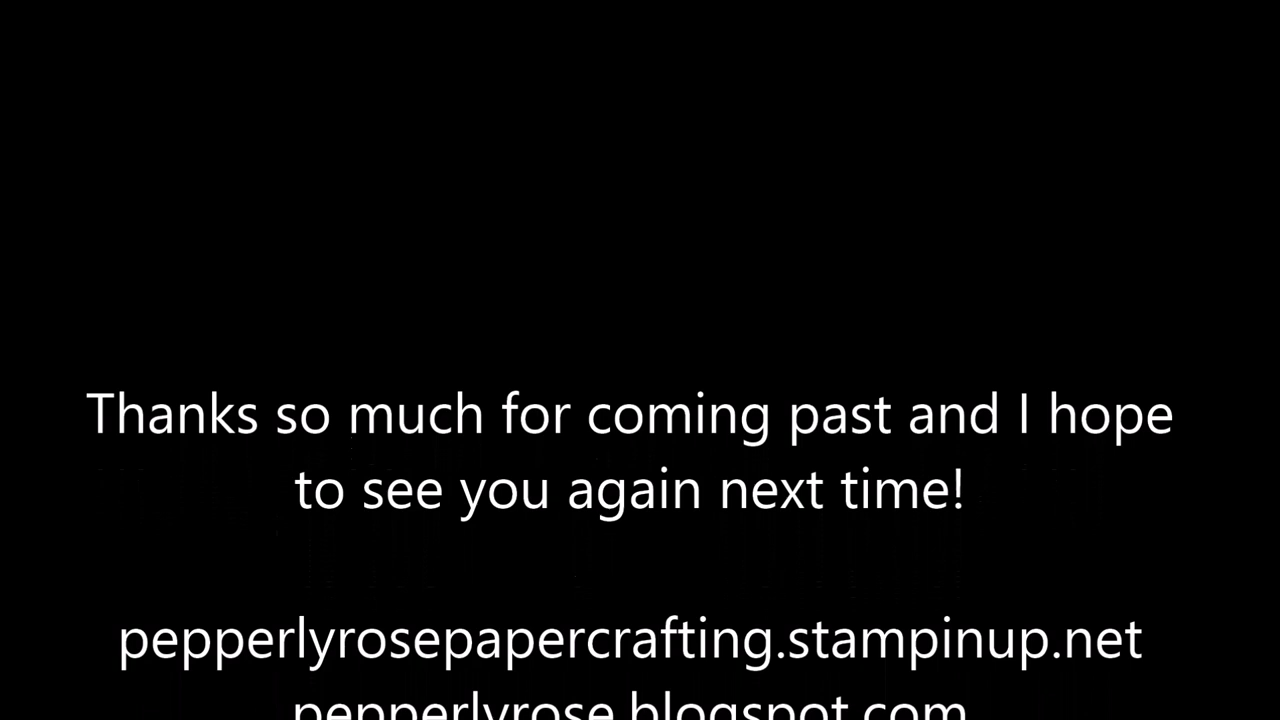 Thanks so much for coming past and I hope
to see you again next time!
pepperlyrosepapercrafting.stampinup.net
pepperlyrose.blogspot.com